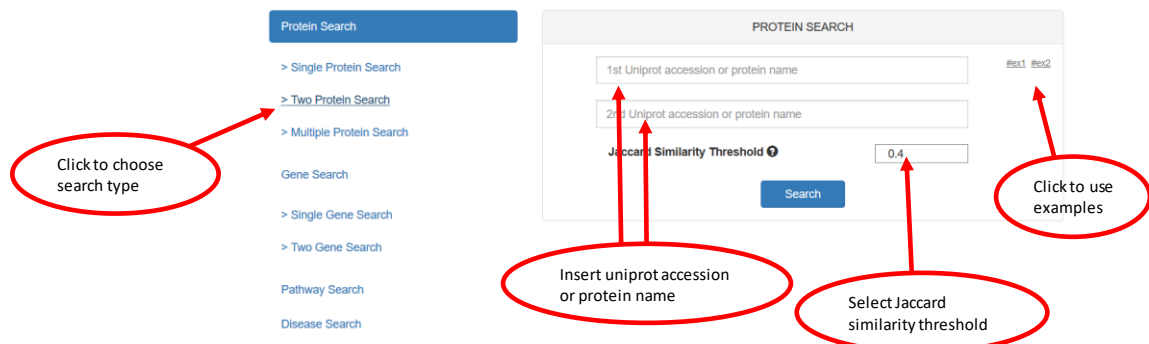 Protein Search
> Single Protein Search
> Two Protein Search
> Multiple Protein Search
Gene Search
> Single Gene Search
> Two Gene Search
Pathway Search
Disease Search
PROTEIN SEARCH
1st Uniprot accession or protein name
#ex1 #ex2
2nd Uniprot accession or protein name
Jaccard Similarity Threshold
0.4
Search
Click to choose
search type
Click to use
examples
Insert uniprot accession
or protein name
Select Jaccard
similarity threshold